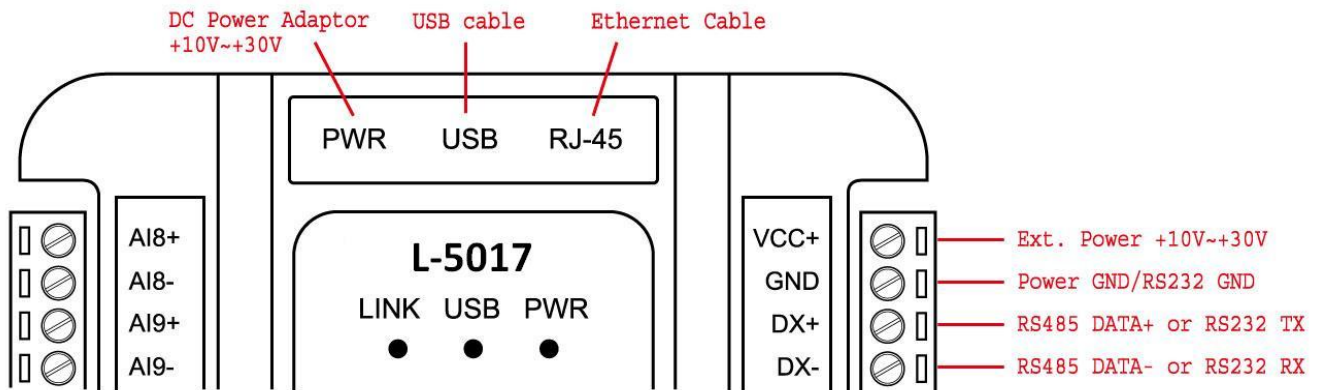 DC Power Adaptor USB cable Ethernet Cable
+10V~+30V
PWR USB RJ-45
L-5017
LINK USB PWR
AI8+
AI8-
AI9+
AI9-
VCC+ Ext. Power +10V~+30V
GND Power GND/RS232 GND
DX+ RS485 DATA+ or RS232 TX
DX- RS485 DATA- or RS232 RX